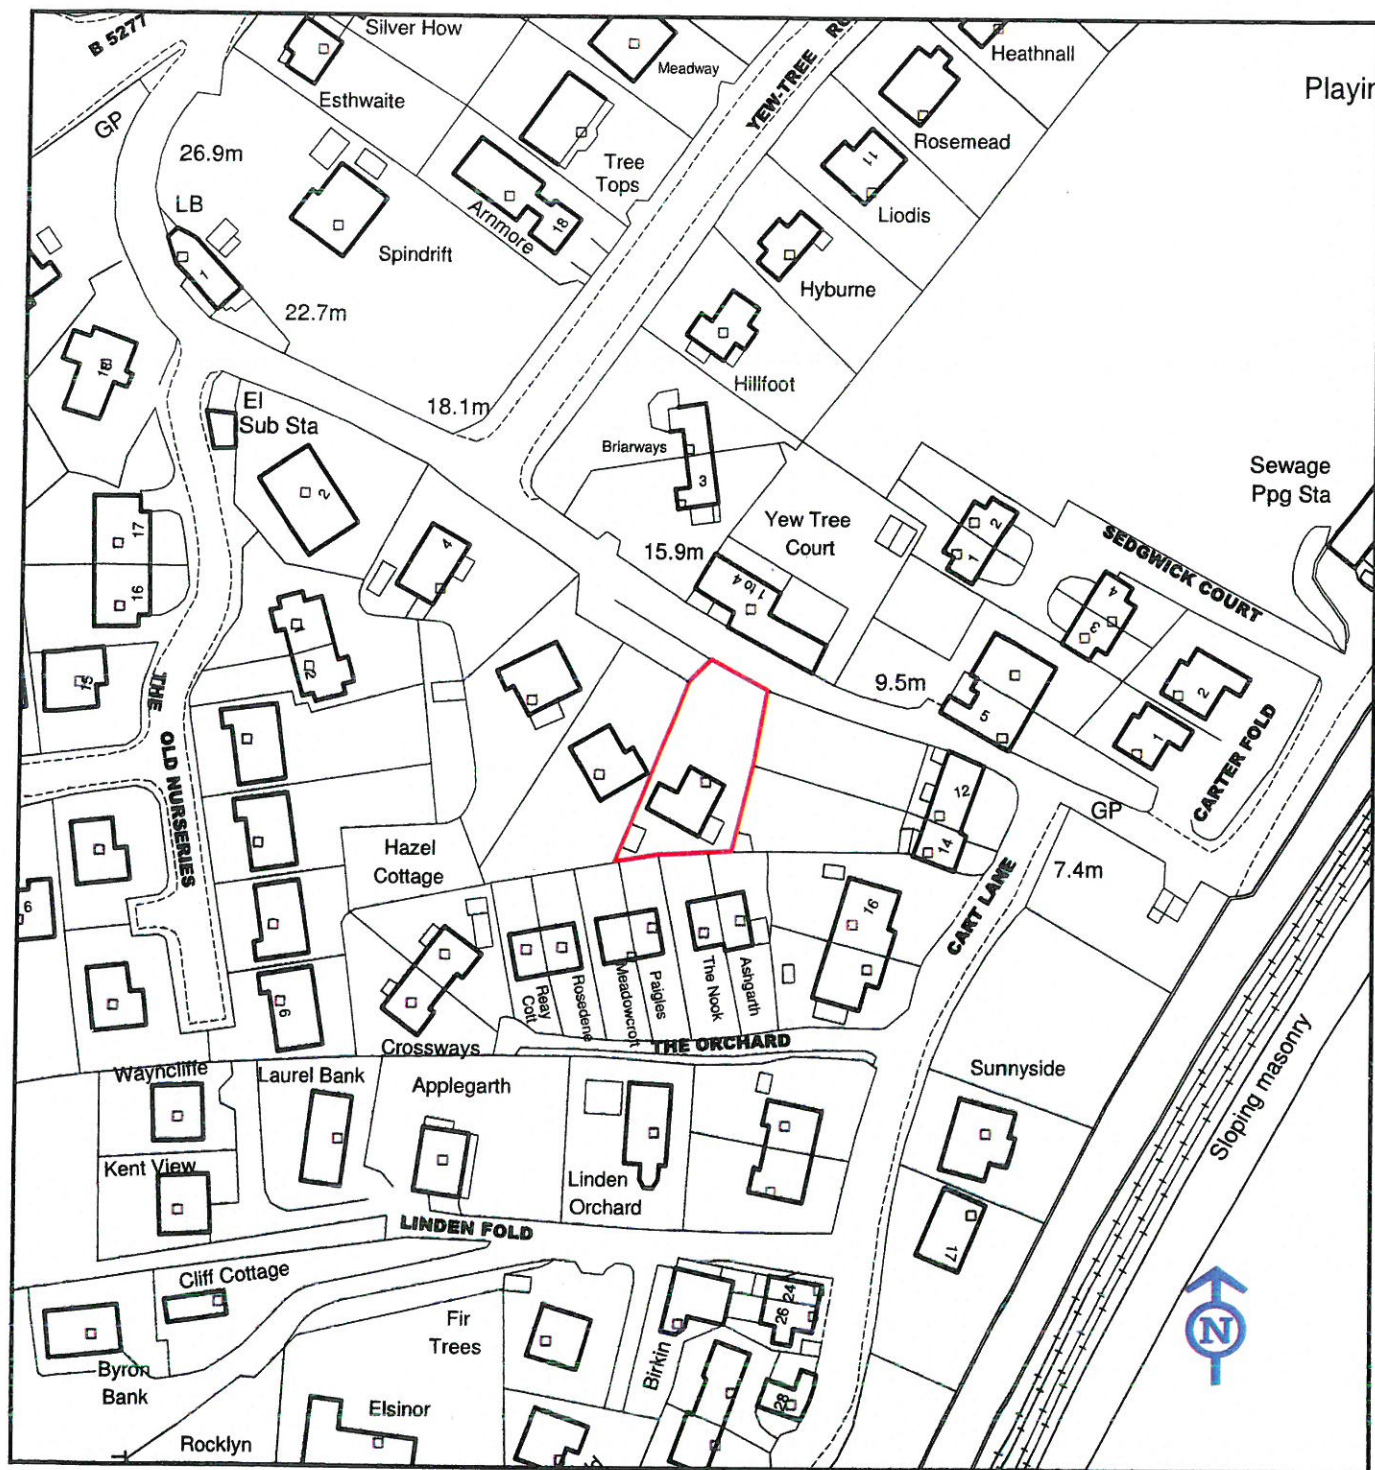 B 5277
Silver How
Meadway
YEW-TREE
Heathnall
Playin
GP
Esthwaite
Rosemead
26.9m
Tree
Tops
11
Liodis
LB
Arnmore
18
1
Spindrift
Hyburne
22.7m
18
Hillfoot
18.1m
El
Sub Sta
Briarways
3
Sewage
Ppg Sta
2
17
4
15.9m
Yew Tree
Court
2
1
SEDGWICK COURT
16
1 to 4
4
3
15
THE
OLD NURSERIES
9.5m
5
2
1
CARTER FOLD
12
14
GP
Hazel
Cottage
CART LANE
7.4m
6
16
Reay
Cott
Rosedene
Meadowcroft
Paigles
The Nook
Ashgarth
Crossways
THE ORCHARD
Sunnyside
Sloping masonry
Wayncliffe
Laurel Bank
Applegarth
Kent View
Linden
Orchard
17
LINDEN FOLD
Cliff Cottage
24
26
Fir
Trees
Birkin
N
Byron
Bank
28
Elsinor
Rocklyn